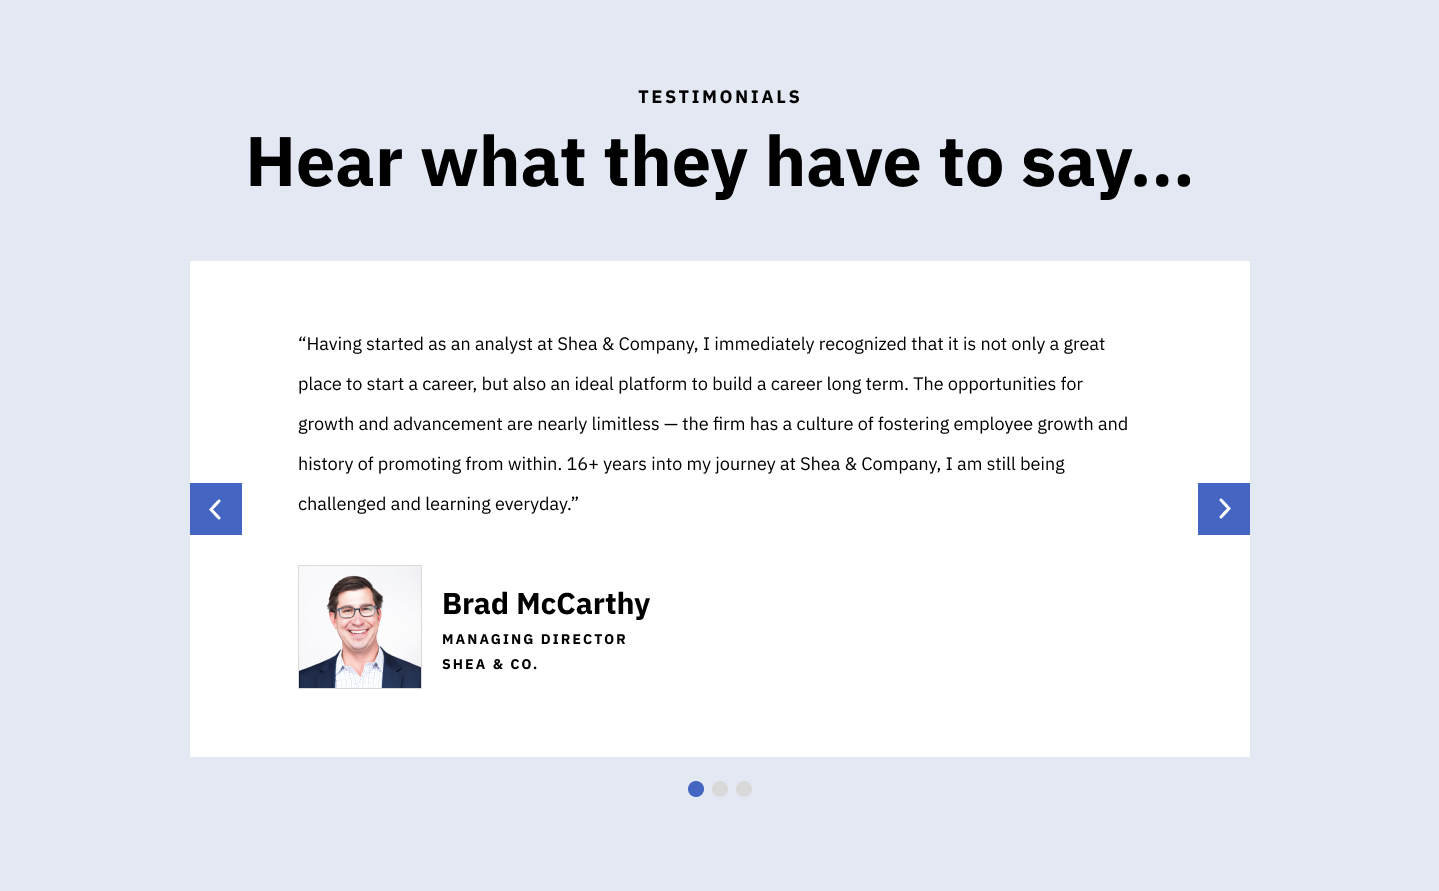 TESTIMONIALS
Hear what they have to say...
“Having started as an analyst at Shea & Company, I immediately recognized that it is not only a great
place to start a career, but also an ideal platform to build a career long term. The opportunities for
growth and advancement are nearly limitless — the firm has a culture of fostering employee growth and
history of promoting from within. 16+ years into my journey at Shea & Company, I am still being
challenged and learning everyday.”
Brad McCarthy
MANAGING DIRECTOR
SHEA & CO.